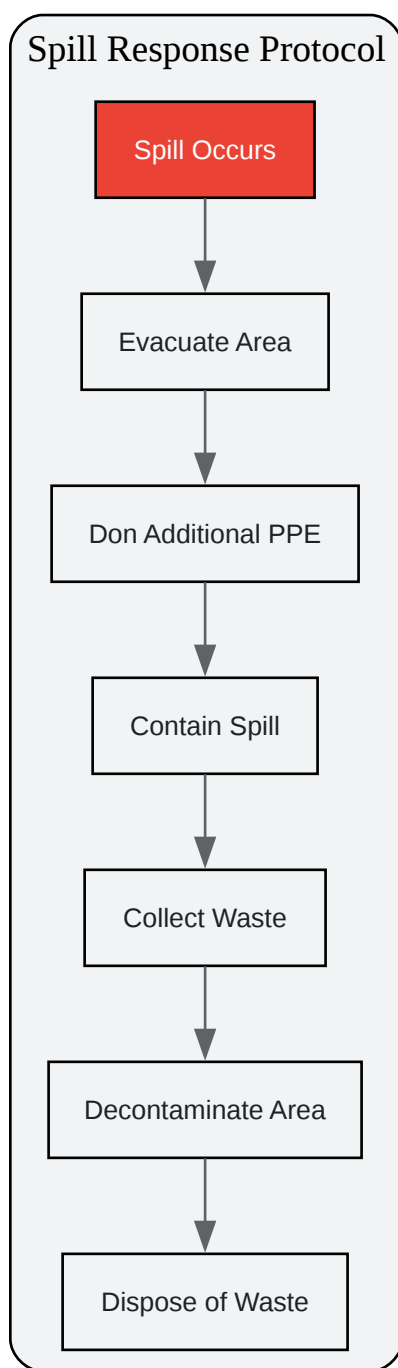 Spill Response Protocol
Spill Occurs
Evacuate Area
Don Additional PPE
Contain Spill
Collect Waste
Decontaminate Area
Dispose of Waste